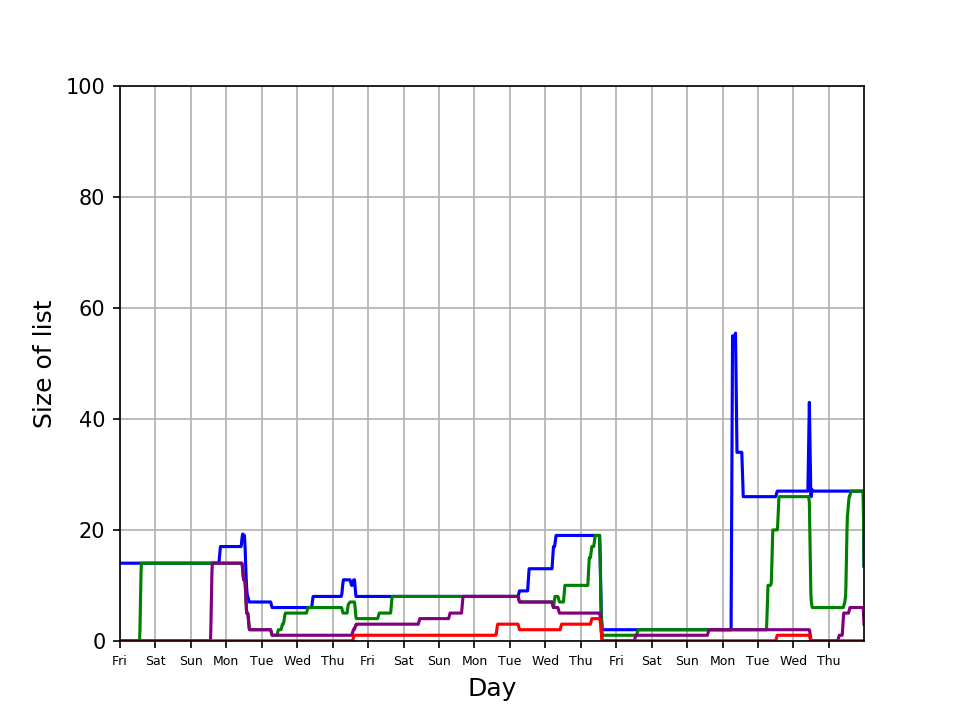 100
80
60
40
20
0
Size of list
Fri Sat Sun Mon Tue Wed Thu Fri Sat Sun Mon Tue Wed Thu Fri Sat Sun Mon Tue Wed Thu
Day